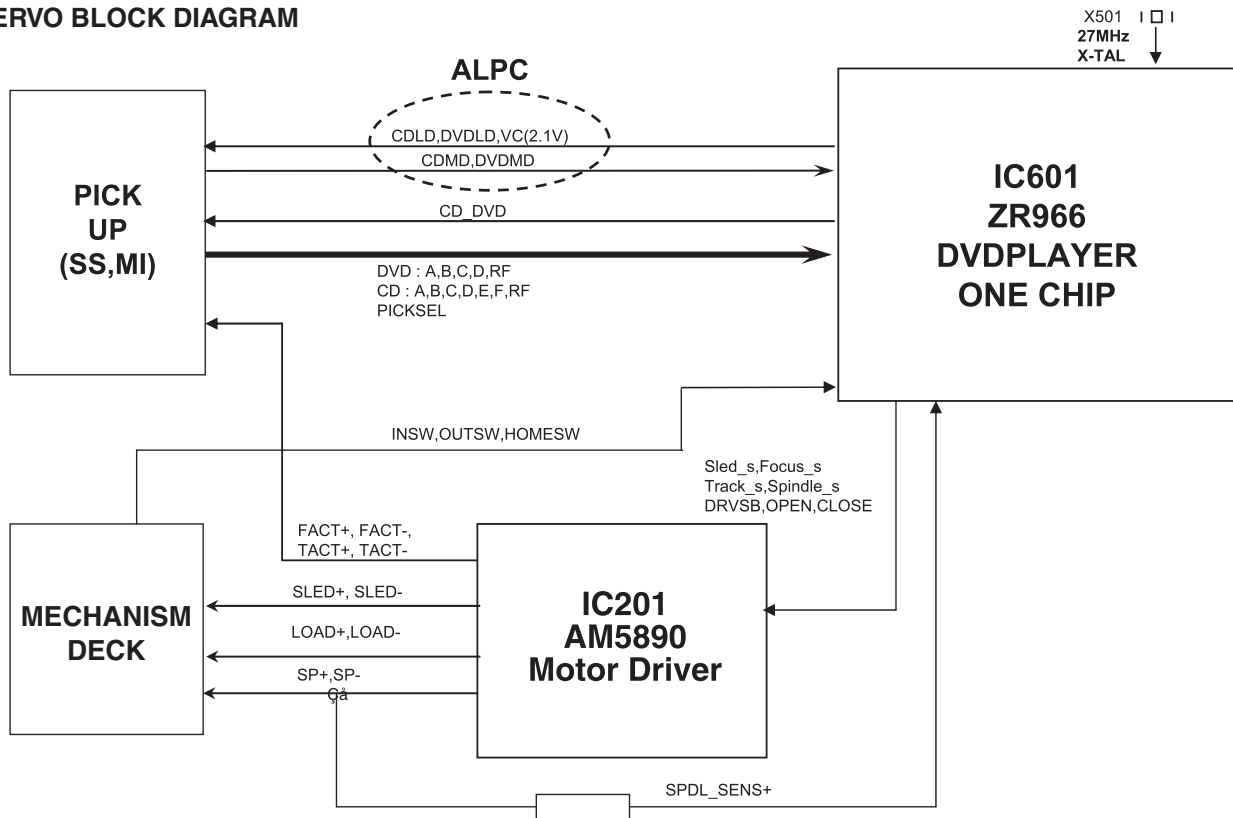 ERVO BLOCK DIAGRAM
X501
27MHz
X-TAL
ALPC
CDLD,DVDLD,VC(2.1V)
CDMD,DVDMD
CD_DVD
DVD : A,B,C,D,RF
CD : A,B,C,D,E,F,RF
PICKSEL
PICK
UP
(SS,MI)
IC601
ZR966
DVDPLAYER
ONE CHIP
INSW,OUTSW,HOMESW
Sled_s,Focus_s
Track_s,Spindle_s
DRVSB,OPEN,CLOSE
FACT+, FACT-,
TACT+, TACT-
SLED+, SLED-
LOAD+,LOAD-
SP+,SP-
Çå
MECHANISM
DECK
IC201
AM5890
Motor Driver
SPDL_SENS+